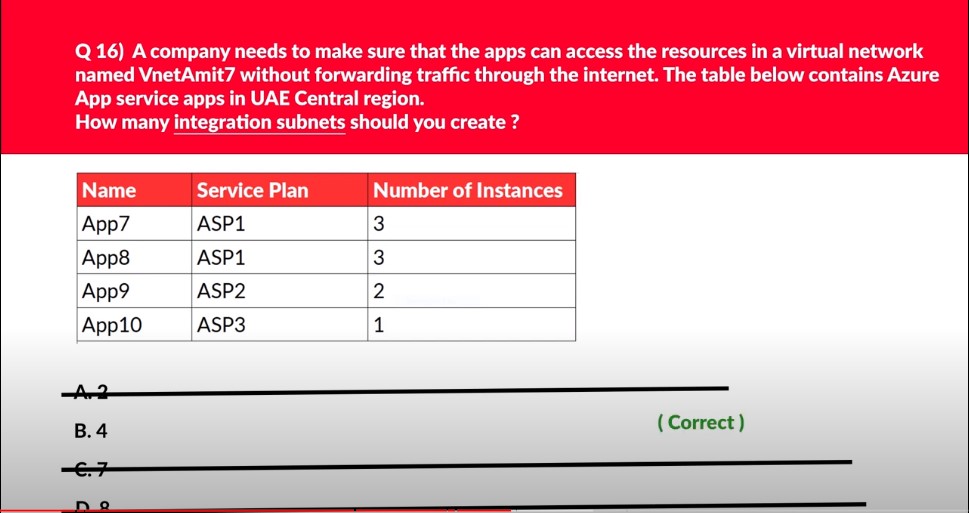 Q 16) A company needs to make sure that the apps can access the resources in a virtual network
named VnetAmit7 without forwarding traffic through the internet. The table below contains Azure
App service apps in UAE Central region.
How many integration subnets should you create ?
Name Service Plan Number of Instances
App7 ASP1 3
App8 ASP1 3
App9 ASP2 2
App10 ASP3 1
A. 2
B. 4 ( Correct )
C. 7
D. 8